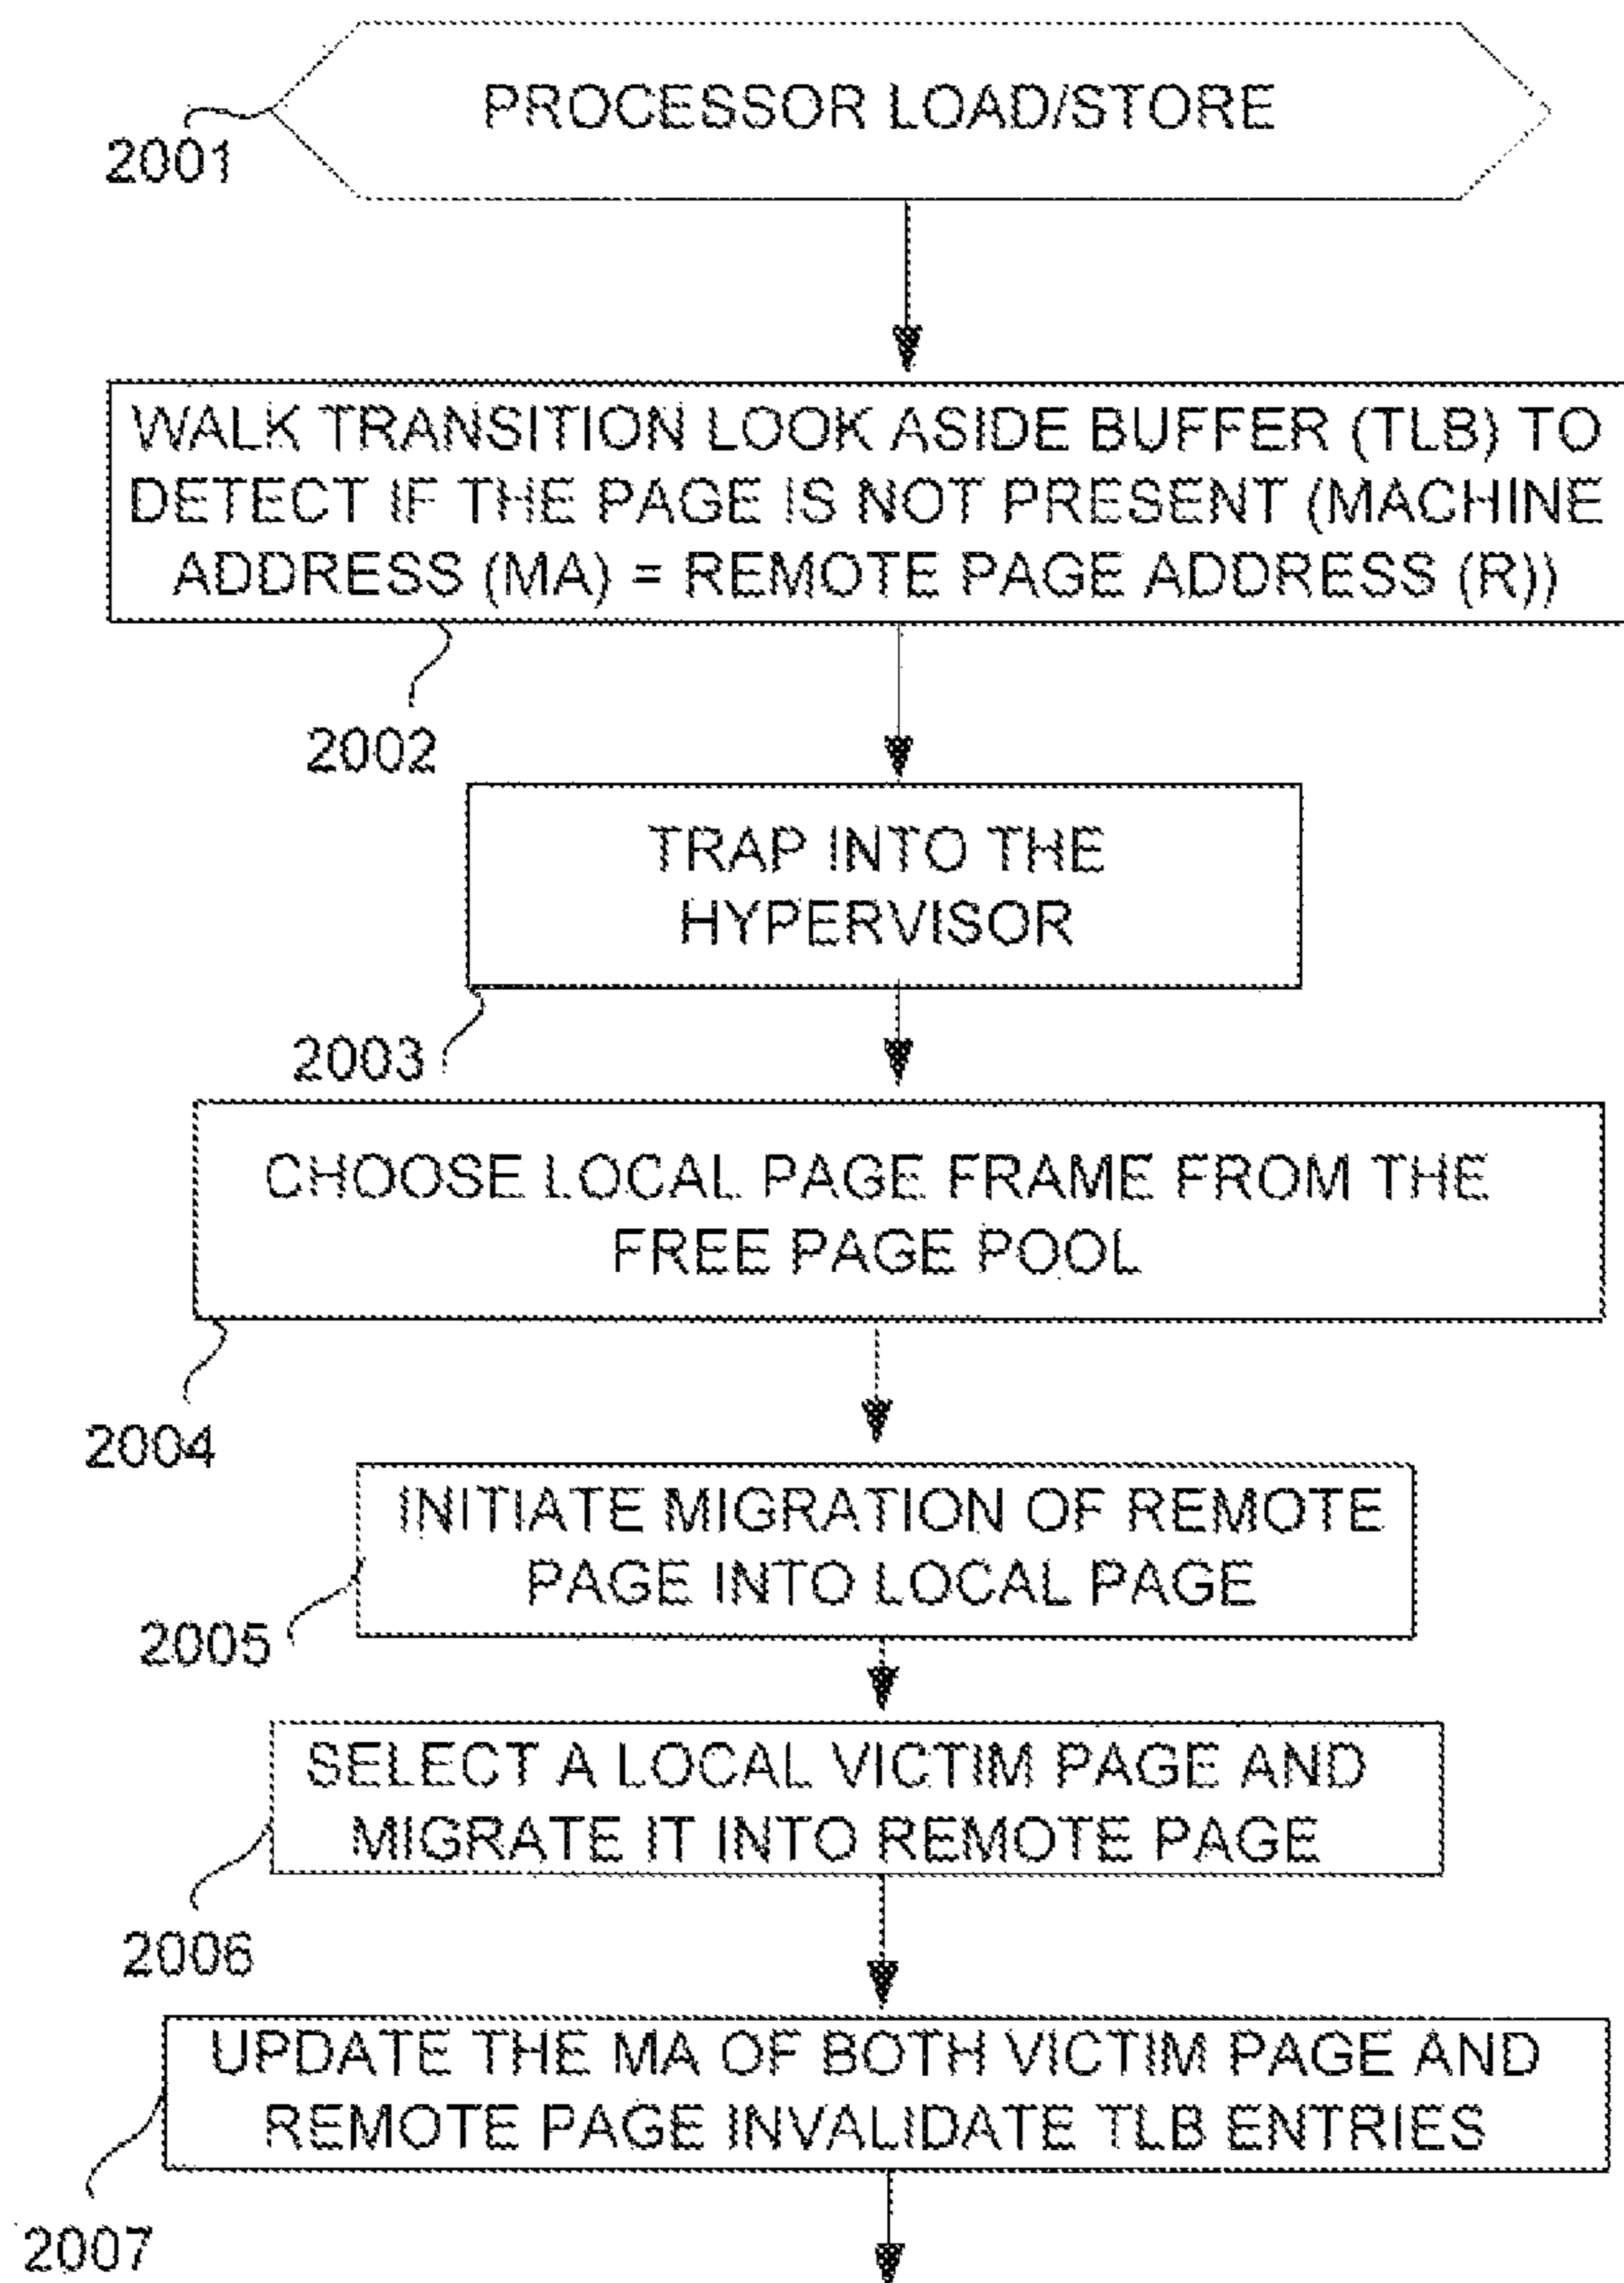 PROCESSOR LOAD/STORE
2001
WALK TRANSITION LOOK ASIDE BUFFER (TLB) TO
DETECT IF THE PAGE IS NOT PRESENT (MACHINE
ADDRESS (MA) = REMOTE PAGE ADDRESS (R))
2002
TRAP INTO THE
HYPERVISOR
2003
CHOOSE LOCAL PAGE FRAME FROM THE
FREE PAGE POOL
2004
INITIATE MIGRATION OF REMOTE
PAGE INTO LOCAL PAGE
2005
SELECT A LOCAL VICTIM PAGE AND
MIGRATE IT INTO REMOTE PAGE
2006
UPDATE THE MA OF BOTH VICTIM PAGE AND
REMOTE PAGE INVALIDATE TLB ENTRIES
2007